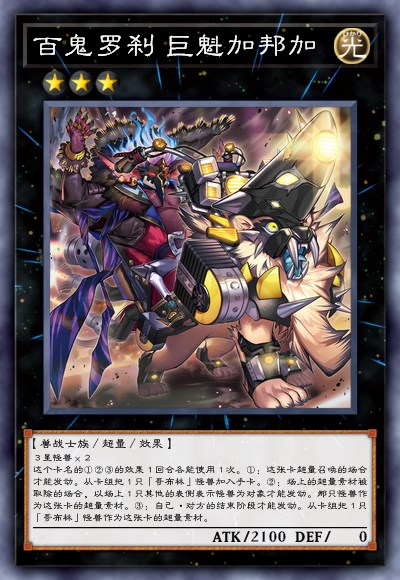 百鬼罗刹 巨魁加邦加
ひかり
光
【兽战士族／超量／效果】
3星怪兽×2
这个卡名的①②③的效果1回合各能使用1次。①：这张卡超量召唤的场合
才能发动。从卡组把1只「哥布林」怪兽加入手卡。②：场上的超量素材被
取除的场合，以场上1只其他的表侧表示怪兽为对象才能发动。那只怪兽作
为这张卡的超量素材。③：自己·对方的结束阶段才能发动。从卡组把1只
「哥布林」怪兽作为这张卡的超量素材。
ATK/2100 DEF/ 0